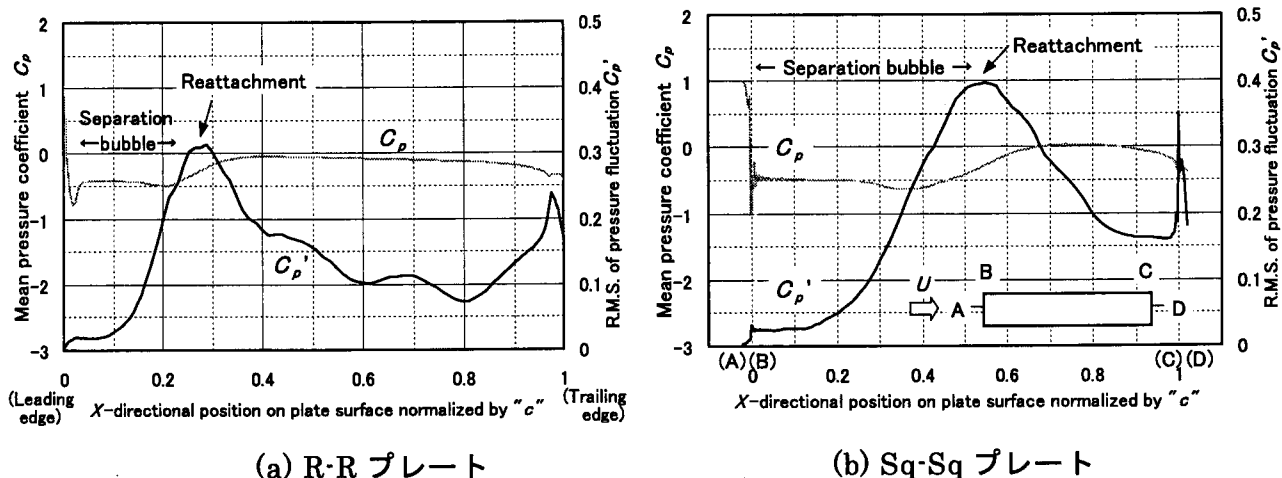 Mean pressure coefficient Cp
2
1
0
-1
-2
-3
0.5
0.4
0.3
0.2
0.1
0
R.M.S. of pressure fluctuation Cp'
Reattachment
Separation
← bubble →
Cp
Cp'
0
0.2
0.4
0.6
0.8
1
(Leading edge)
(Trailing edge)
X-directional position on plate surface normalized by "c"
(a) R-R プレート
Mean pressure coefficient Cp
2
1
0
-1
-2
-3
0.5
0.4
0.3
0.2
0.1
0
R.M.S. of pressure fluctuation Cp'
Reattachment
← Separation bubble →
Cp
Cp'
U
A
B
C
D
(A)(B)
(C)
(D)
0
0.2
0.4
0.6
0.8
1
X-directional position on plate surface normalized by "c"
(b) Sq-Sq プレート